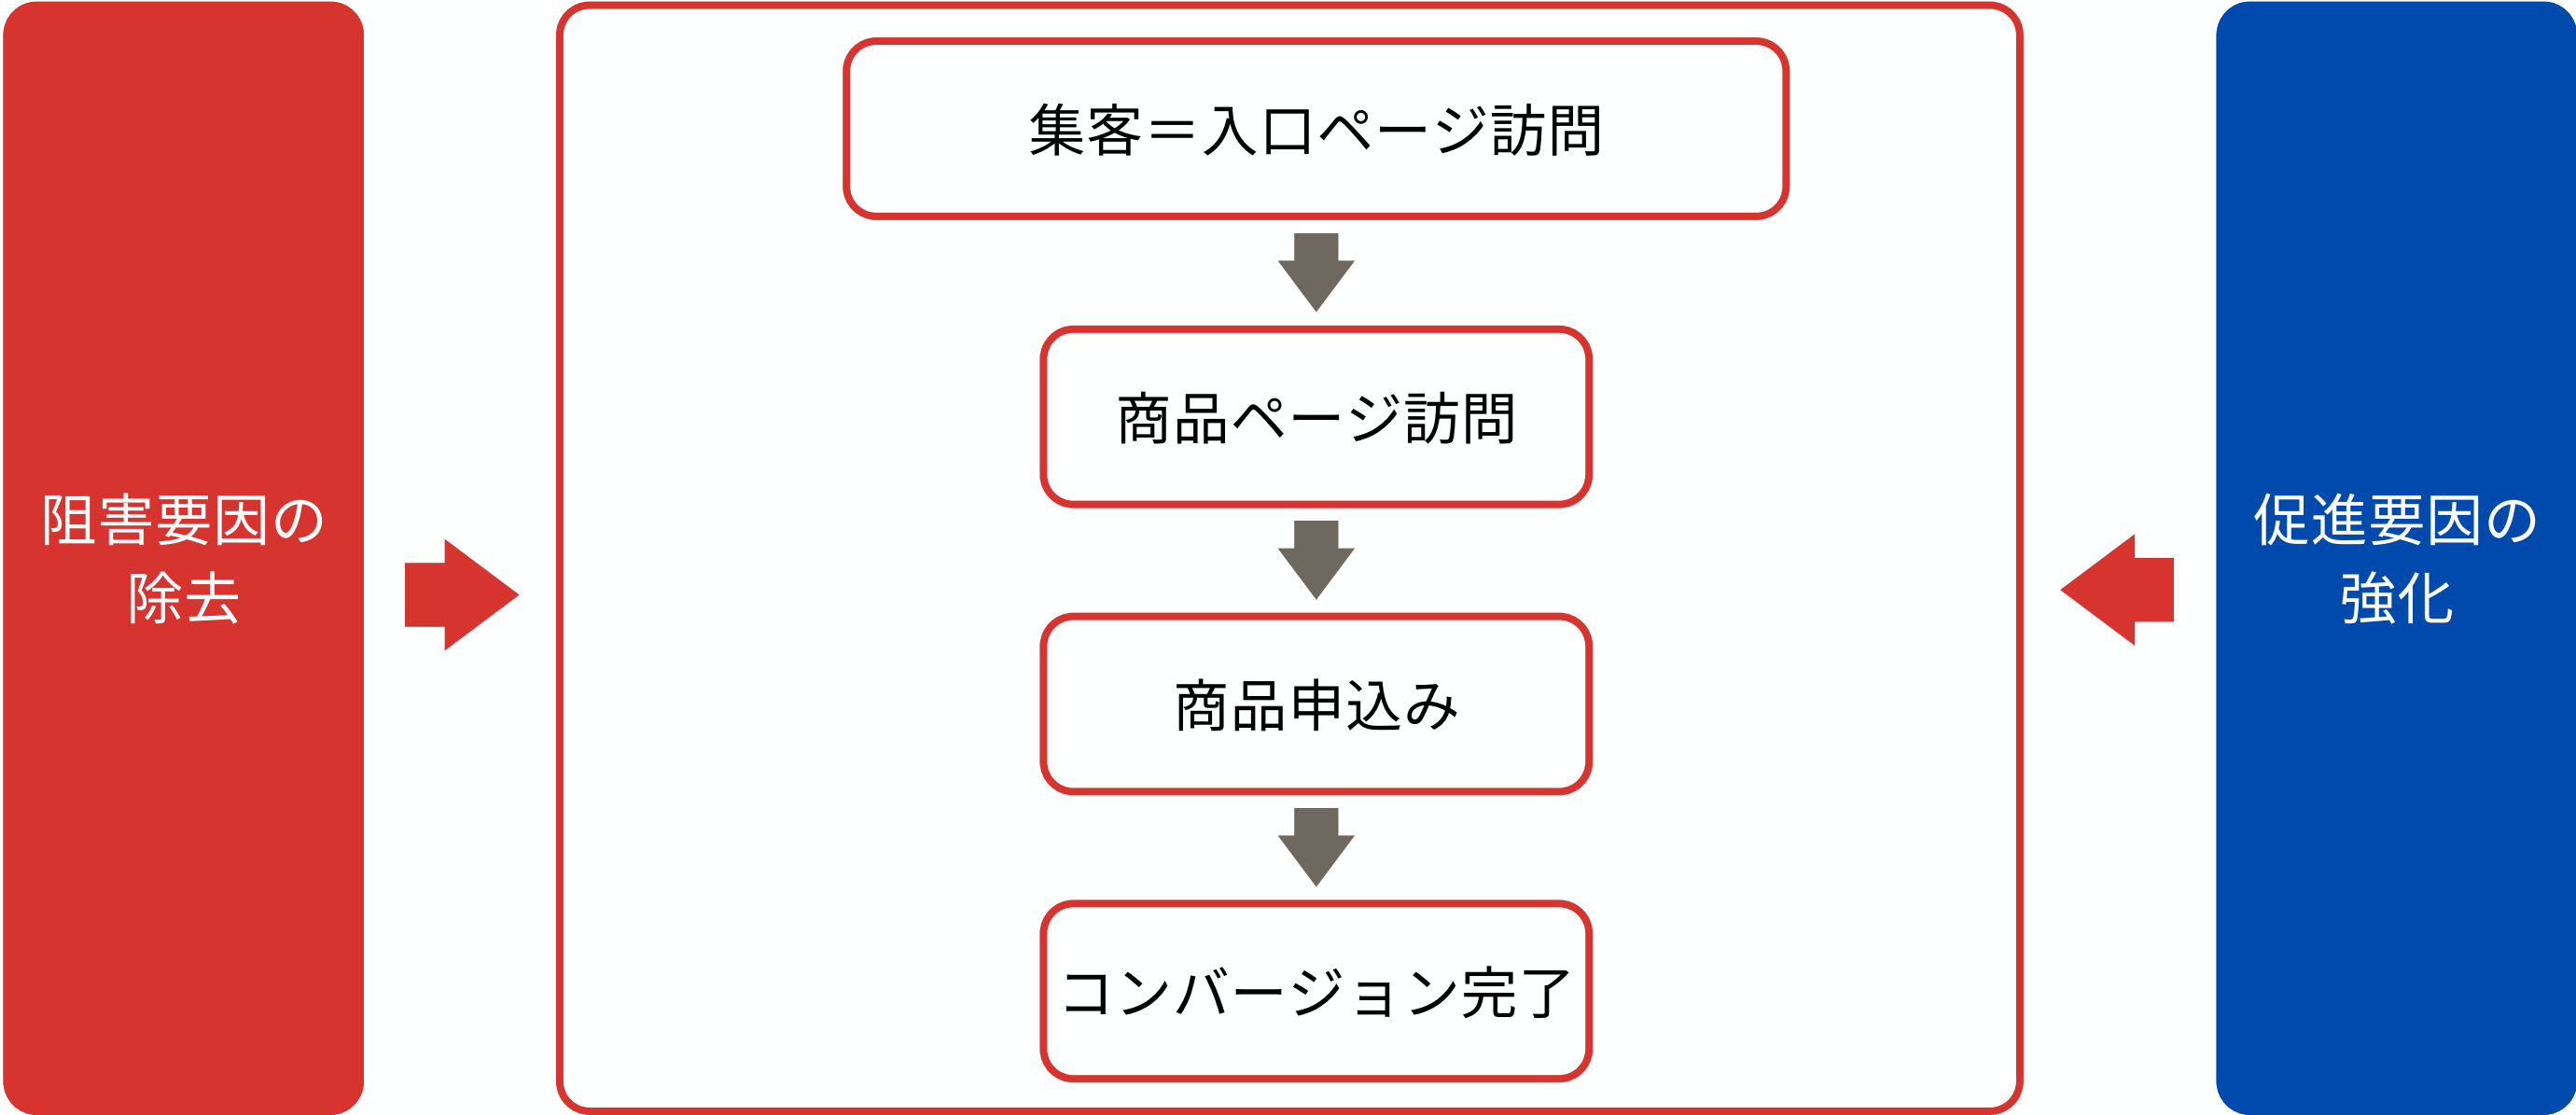 阻害要因の
除去
集客＝入口ページ訪問
商品ページ訪問
商品申込み
コンバージョン完了
促進要因の
強化